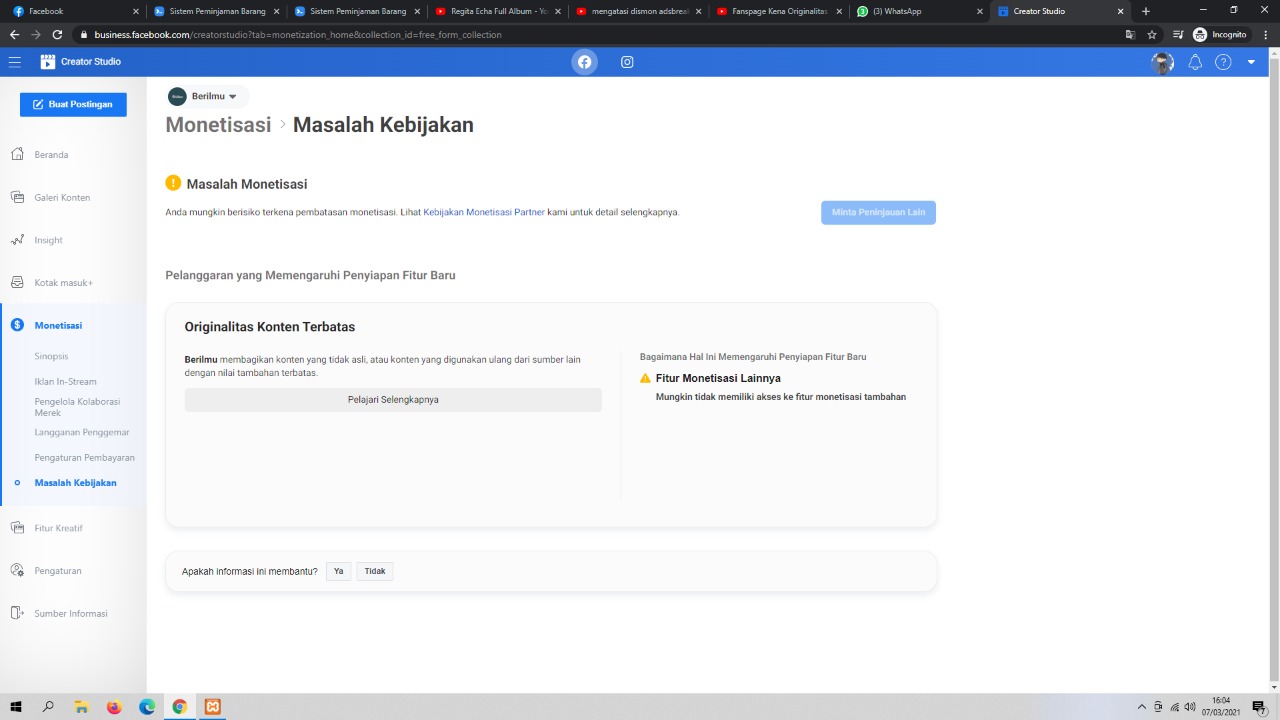 Facebook
Sistem Peminjaman Barang
Sistem Peminjaman Barang
Regita Echa Full Album - Yo
mengatasi dismon adsbreak
Fanspage Kena Originalitas
(3) WhatsApp
Creator Studio
business.facebook.com/creatorstudio?tab=monetization_home&collection_id=free_form_collection
Incognito
Creator Studio
Buat Postingan
Beranda
Galeri Konten
Insight
Kotak masuk+
Monetisasi
Sinopsis
Iklan In-Stream
Pengelola Kolaborasi
Merek
Langganan Penggemar
Pengaturan Pembayaran
Masalah Kebijakan
Fitur Kreatif
Pengaturan
Sumber Informasi
Berilmu
Monetisasi > Masalah Kebijakan
Masalah Monetisasi
Anda mungkin berisiko terkena pembatasan monetisasi. Lihat Kebijakan Monetisasi Partner kami untuk detail selengkapnya.
Minta Peninjauan Lain
Pelanggaran yang Memengaruhi Penyiapan Fitur Baru
Originalitas Konten Terbatas
Berilmu membagikan konten yang tidak asli, atau konten yang digunakan ulang dari sumber lain
dengan nilai tambahan terbatas.
Pelajari Selengkapnya
Bagaimana Hal Ini Memengaruhi Penyiapan Fitur Baru
Fitur Monetisasi Lainnya
Mungkin tidak memiliki akses ke fitur monetisasi tambahan
Apakah informasi ini membantu?
Ya
Tidak
16:04
07/03/2021